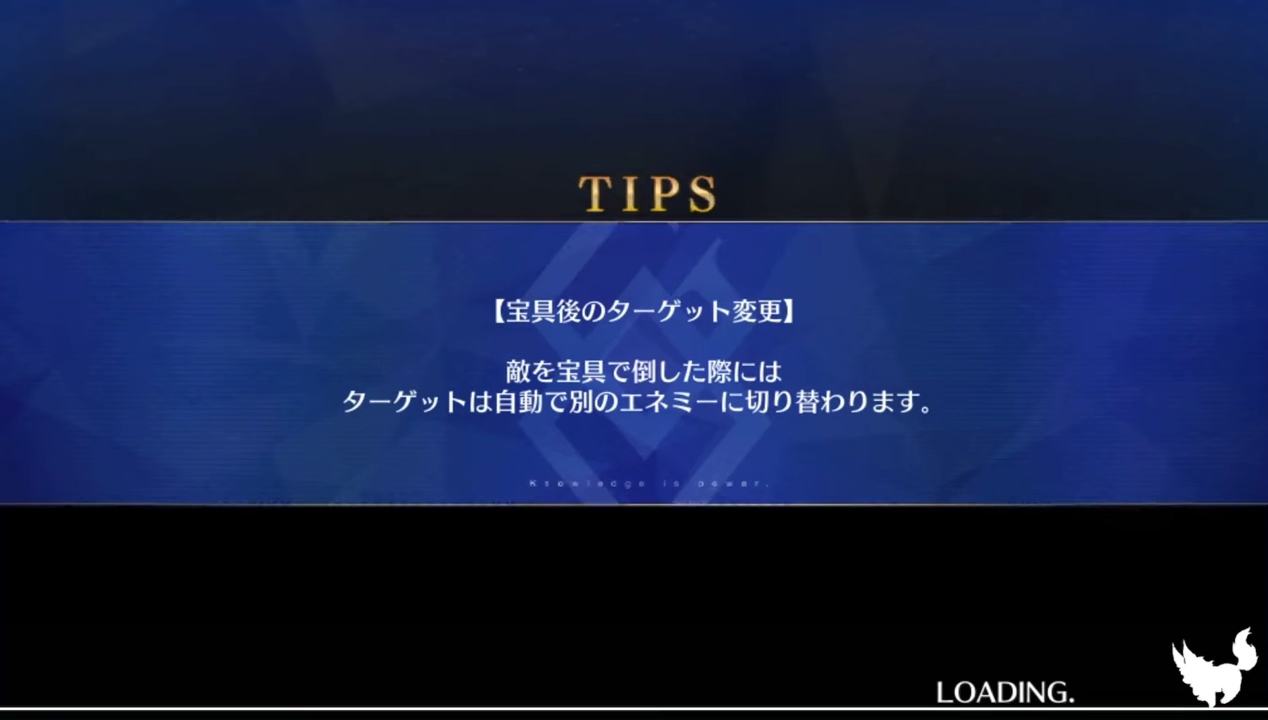 TIPS
【宝具後のターゲット変更】
敵を宝具で倒した際には
ターゲットは自動で別のエネミーに切り替わります。
Knowledge is power.
LOADING.